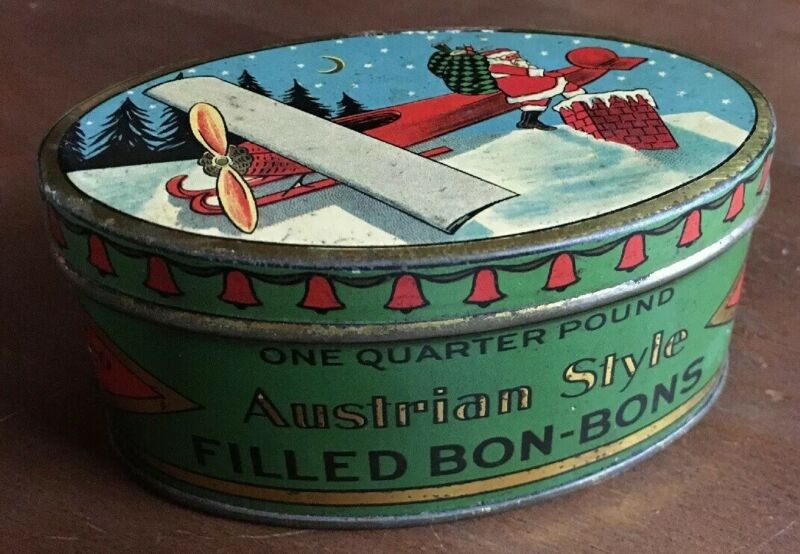 ONE QUARTER POUND
Austrian Style
FILLED BON-BONS